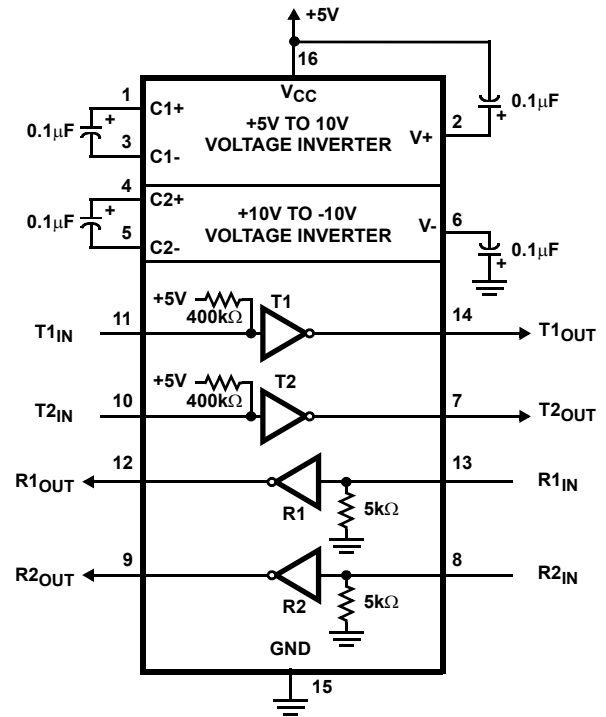 +5V
16
V<sub>CC</sub>
1
C1+
+
0.1μF
3
C1-
+5V TO 10V
VOLTAGE INVERTER
V+
2
+
0.1μF
4
C2+
+
0.1μF
5
C2-
+10V TO -10V
VOLTAGE INVERTER
V-
6
0.1μF
+
+5V
400kΩ
T1
T1<sub>IN</sub>
11
14
T1<sub>OUT</sub>
+5V
400kΩ
T2
T2<sub>IN</sub>
10
7
T2<sub>OUT</sub>
R1<sub>OUT</sub>
12
13
R1<sub>IN</sub>
R1
5kΩ
R2<sub>OUT</sub>
9
8
R2<sub>IN</sub>
R2
5kΩ
GND
15